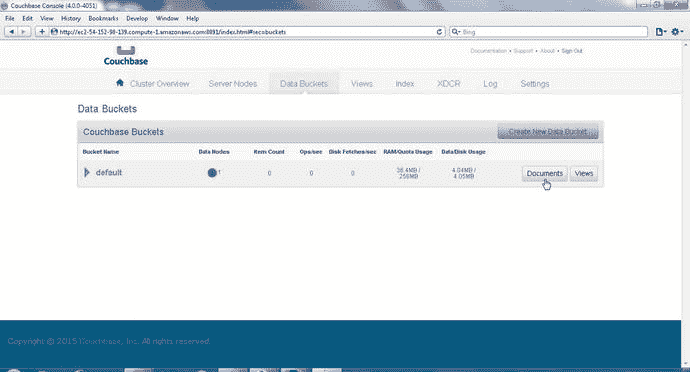 Couchbase Console (4.0.0-4051)
File Edit View History Bookmarks Develop Window Help
http://ec2-54-152-98-139.compute-1.amazonaws.com:8091/index.html#sec=buckets
Bing
Documentation • Support • About • Sign Out
Couchbase
Cluster Overview Server Nodes Data Buckets Views Index XDCR Log Settings
Data Buckets
Couchbase Buckets Create New Data Bucket
Bucket Name Data Nodes Item Count Ops/sec Disk Fetches/sec RAM/Quota Usage Data/Disk Usage
default 1 0 0 0 38.4MB / 256MB 4.04MB / 4.05MB Documents Views
Copyright © 2015 Couchbase, Inc. All rights reserved.